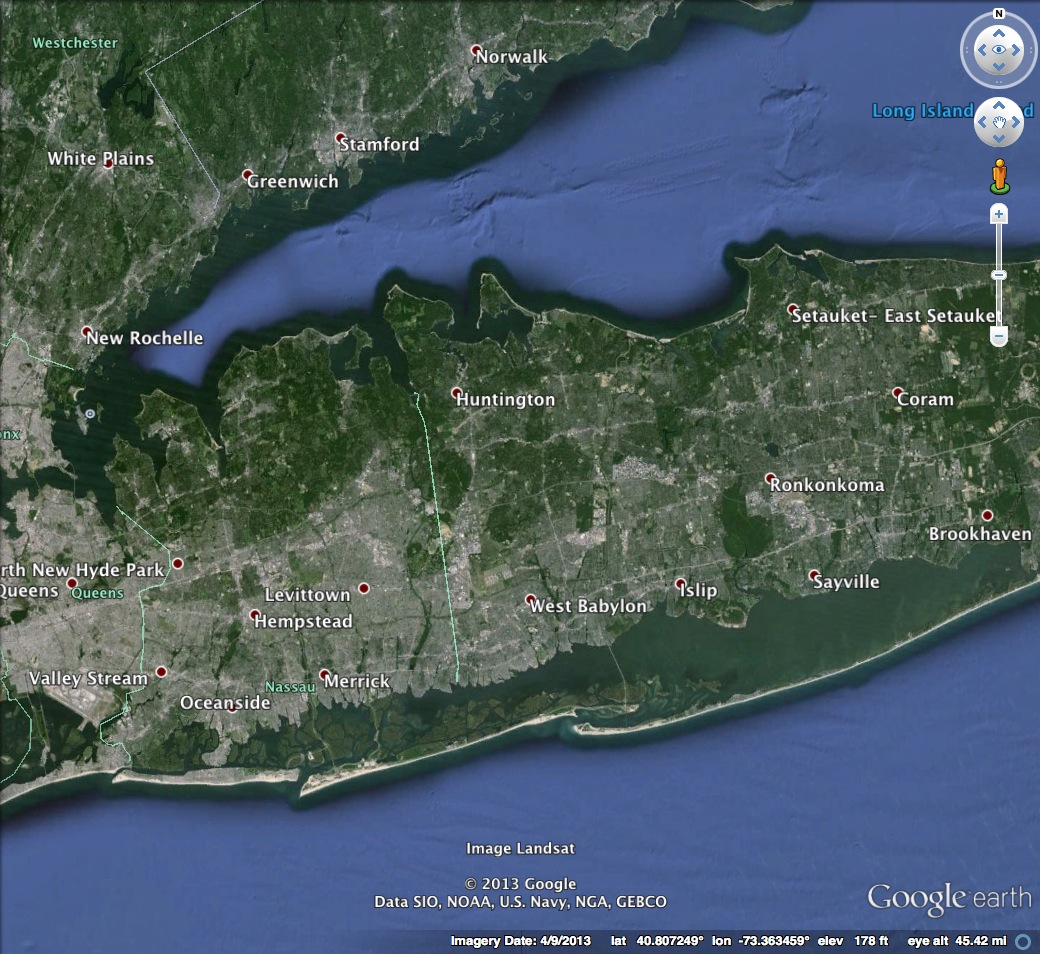 N
Westchester
Norwalk
Long Island
Stamford
White Plains
Greenwich
Setauket- East Setauket
New Rochelle
Huntington
Coram
onx
Ronkonkoma
Brookhaven
rth New Hyde Park
Queens
Queens
Levittown
Sayville
Islip
West Babylon
Hempstead
Valley Stream
Nassau
Merrick
Oceanside
Image Landsat
© 2013 Google
Data SIO, NOAA, U.S. Navy, NGA, GEBCO
Google earth
Imagery Date: 4/9/2013 lat 40.807249° lon -73.363459° elev 178 ft eye alt 45.42 mi